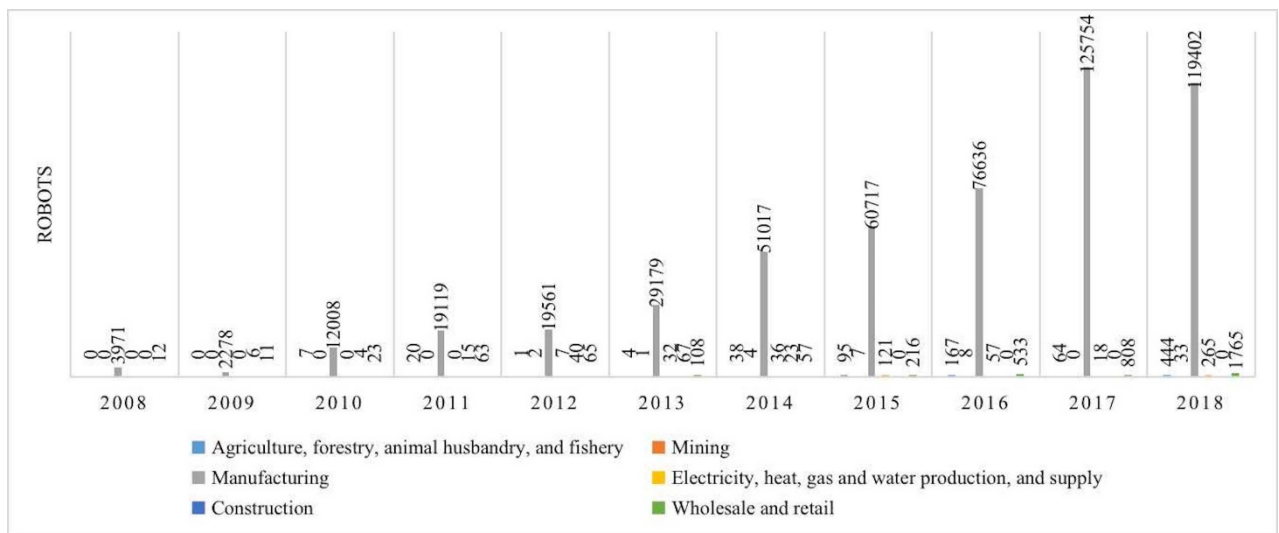 ROBOTS
0 0 3971 0 0 12
0 0 2278 0 6 11
7 0 12008 0 4 23
20 0 19119 0 15 63
1 2 19561 7 40 65
4 1 29179 32 67 108
38 4 51017 36 23 57
95 7 60717 121 0 216
167 8 76636 57 0 533
64 0 125754 18 0 808
444 33 119402 265 0 1765
2008 2009 2010 2011 2012 2013 2014 2015 2016 2017 2018
Agriculture, forestry, animal husbandry, and fishery
Mining
Manufacturing
Electricity, heat, gas and water production, and supply
Construction
Wholesale and retail